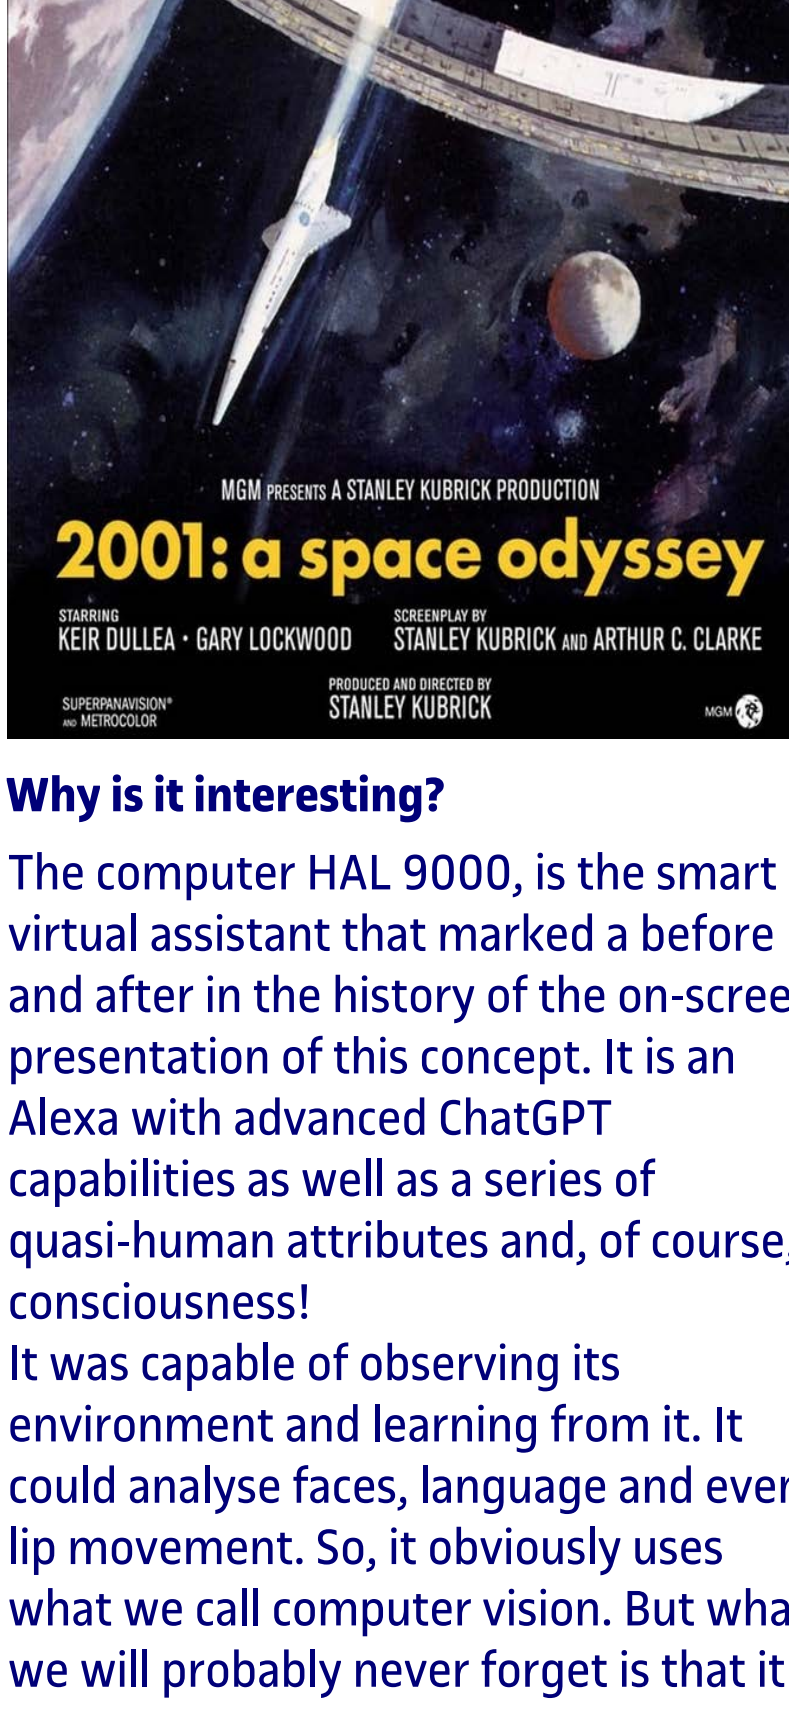 MGM PRESENTS A STANLEY KUBRICK PRODUCTION
2001: a space odyssey
STARRING
KEIR DULLEA · GARY LOCKWOOD
SCREENPLAY BY
STANLEY KUBRICK AND ARTHUR C. CLARKE
PRODUCED AND DIRECTED BY
STANLEY KUBRICK
SUPERPANAVISION®
AND METROCOLOR
MGM
Why is it interesting?
The computer HAL 9000, is the smart
virtual assistant that marked a before
and after in the history of the on-scree
presentation of this concept. It is an
Alexa with advanced ChatGPT
capabilities as well as a series of
quasi-human attributes and, of course,
consciousness!
It was capable of observing its
environment and learning from it. It
could analyse faces, language and ever
lip movement. So, it obviously uses
what we call computer vision. But wha
we will probably never forget is that it